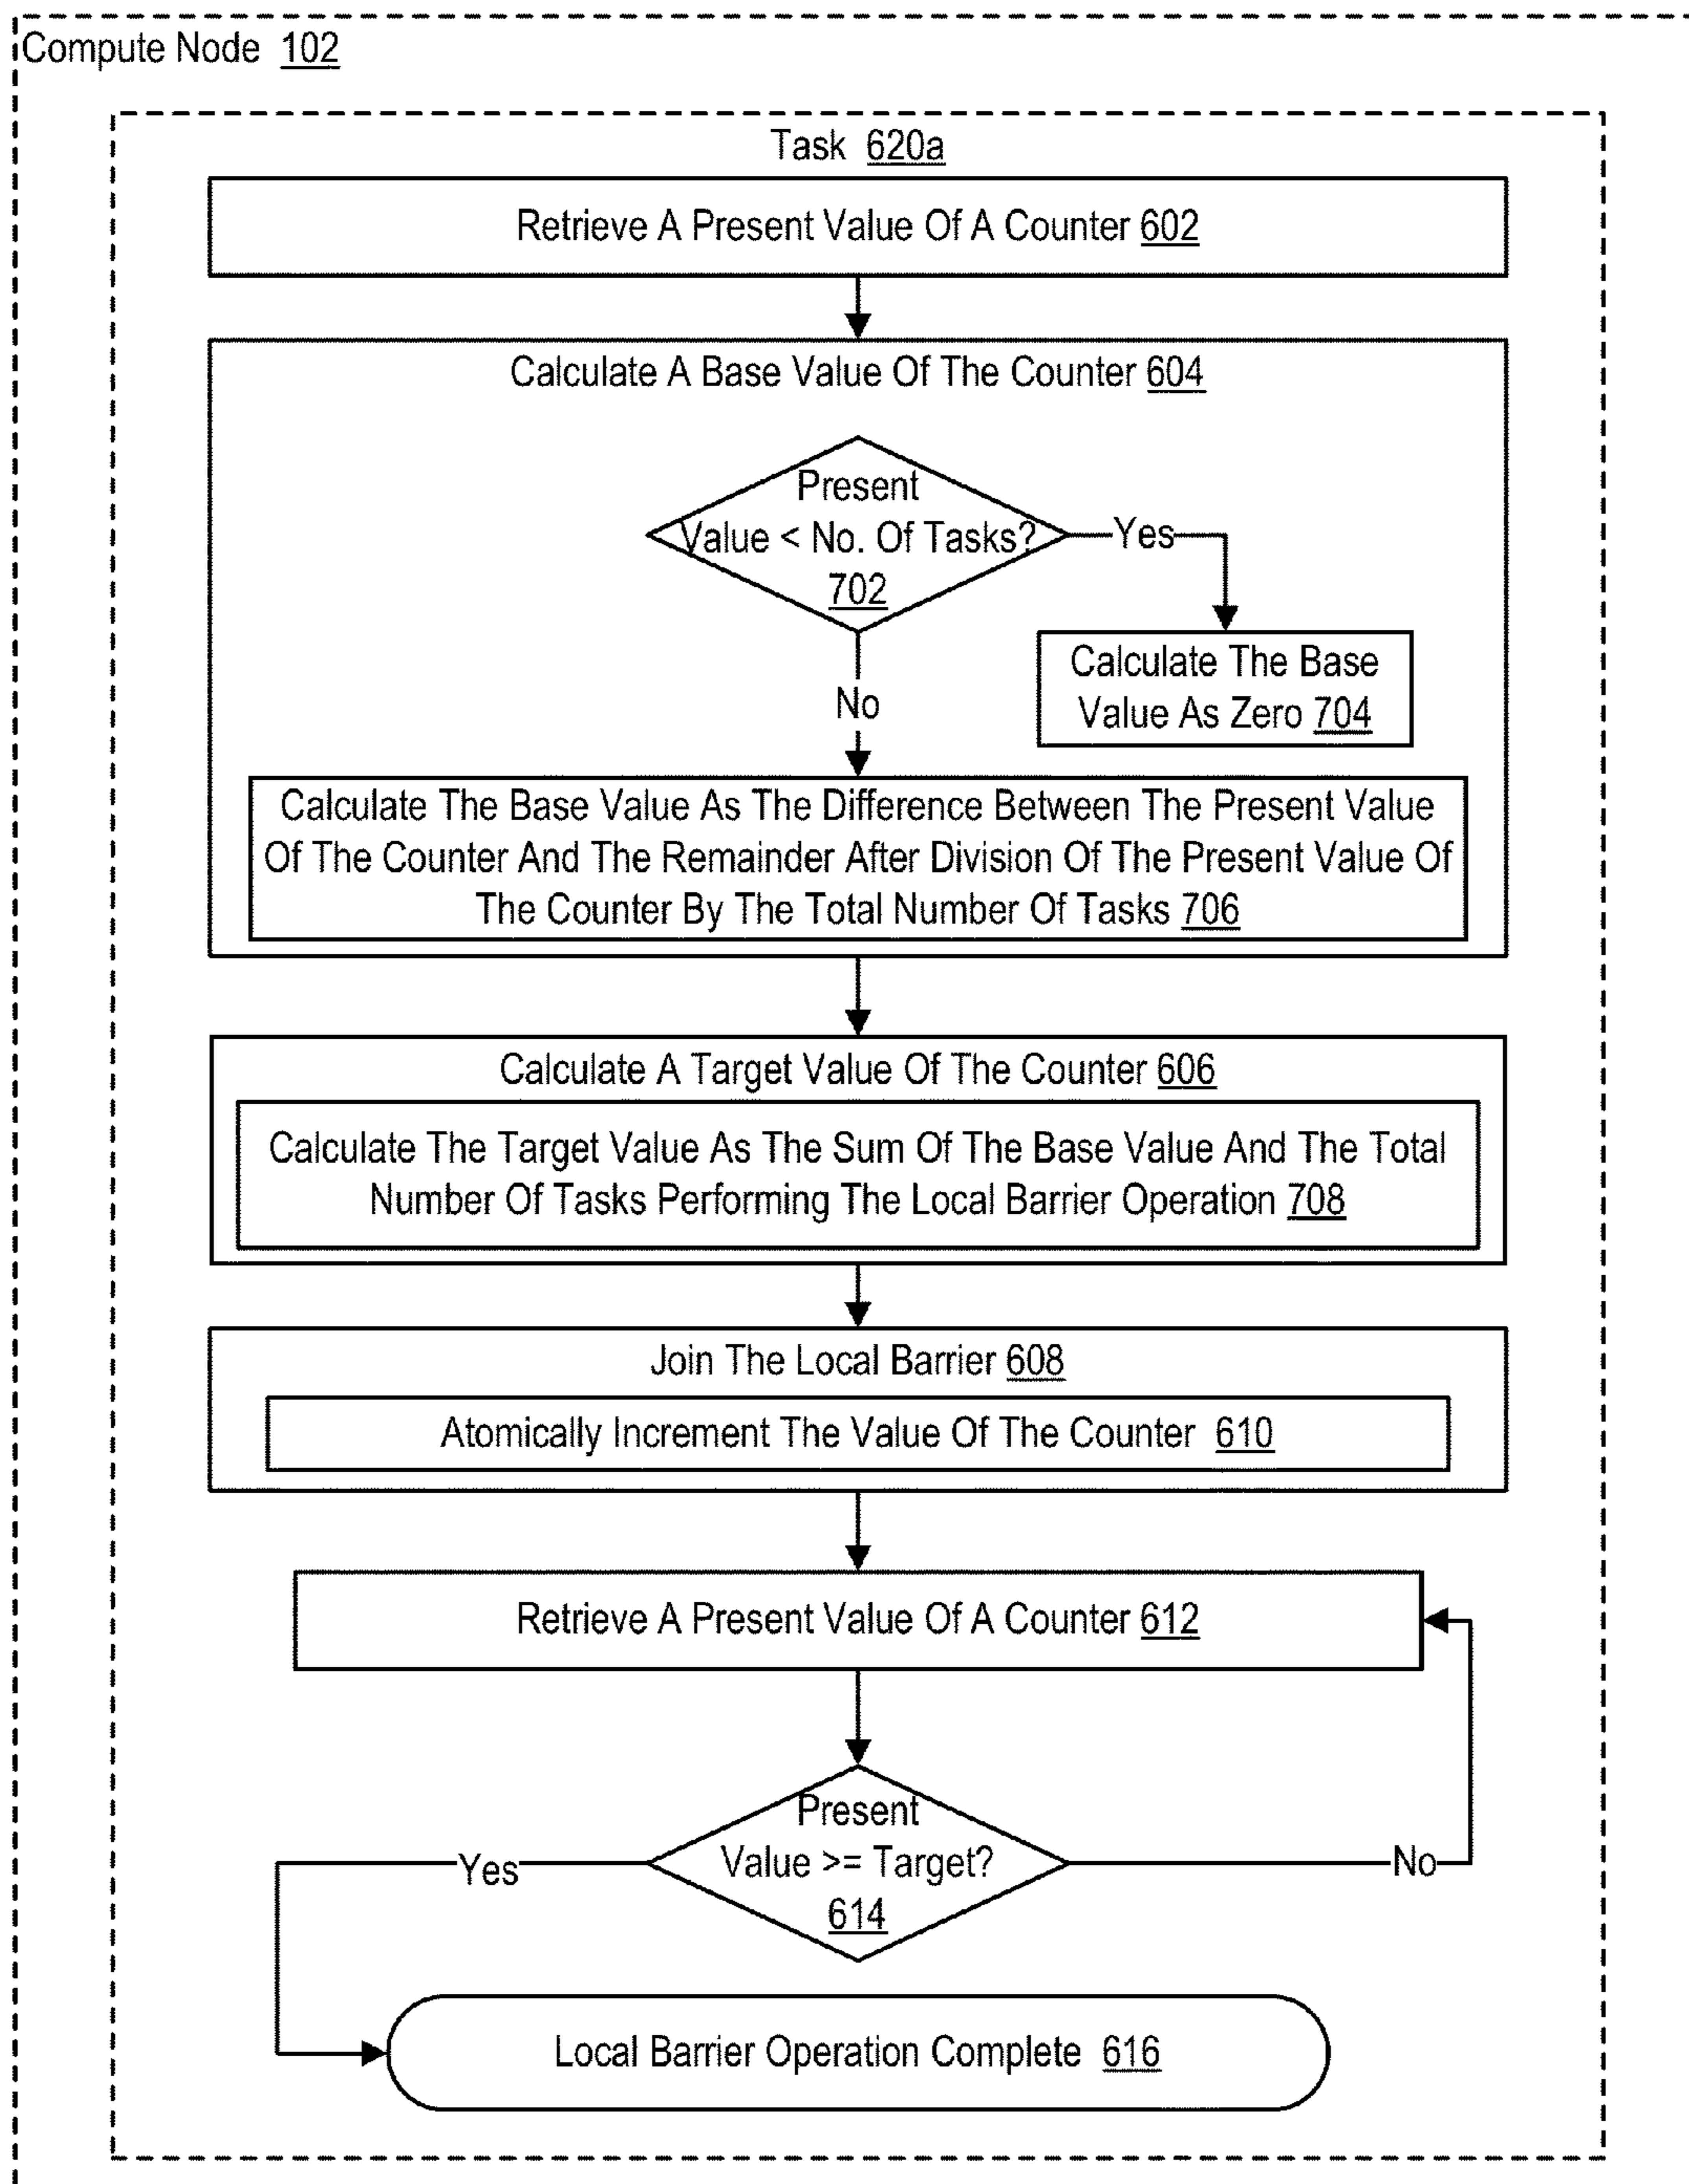 Compute Node 102
Task 620a
Retrieve A Present Value Of A Counter 602
Calculate A Base Value Of The Counter 604
Present
Value < No. Of Tasks?
702
Yes
Calculate The Base
Value As Zero 704
No
Calculate The Base Value As The Difference Between The Present Value
Of The Counter And The Remainder After Division Of The Present Value Of
The Counter By The Total Number Of Tasks 706
Calculate A Target Value Of The Counter 606
Calculate The Target Value As The Sum Of The Base Value And The Total
Number Of Tasks Performing The Local Barrier Operation 708
Join The Local Barrier 608
Atomically Increment The Value Of The Counter 610
Retrieve A Present Value Of A Counter 612
Present
Value >= Target?
614
Yes
No
Local Barrier Operation Complete 616